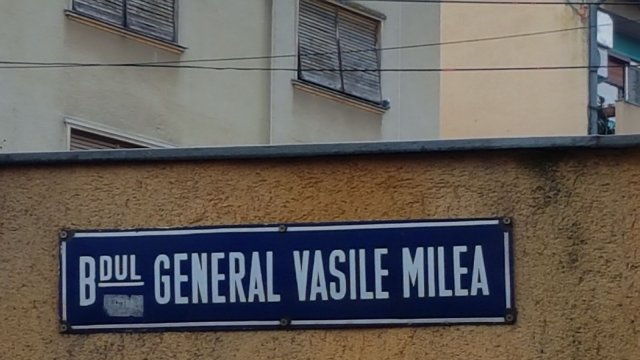 BDUL GENERAL VASILE MILEA